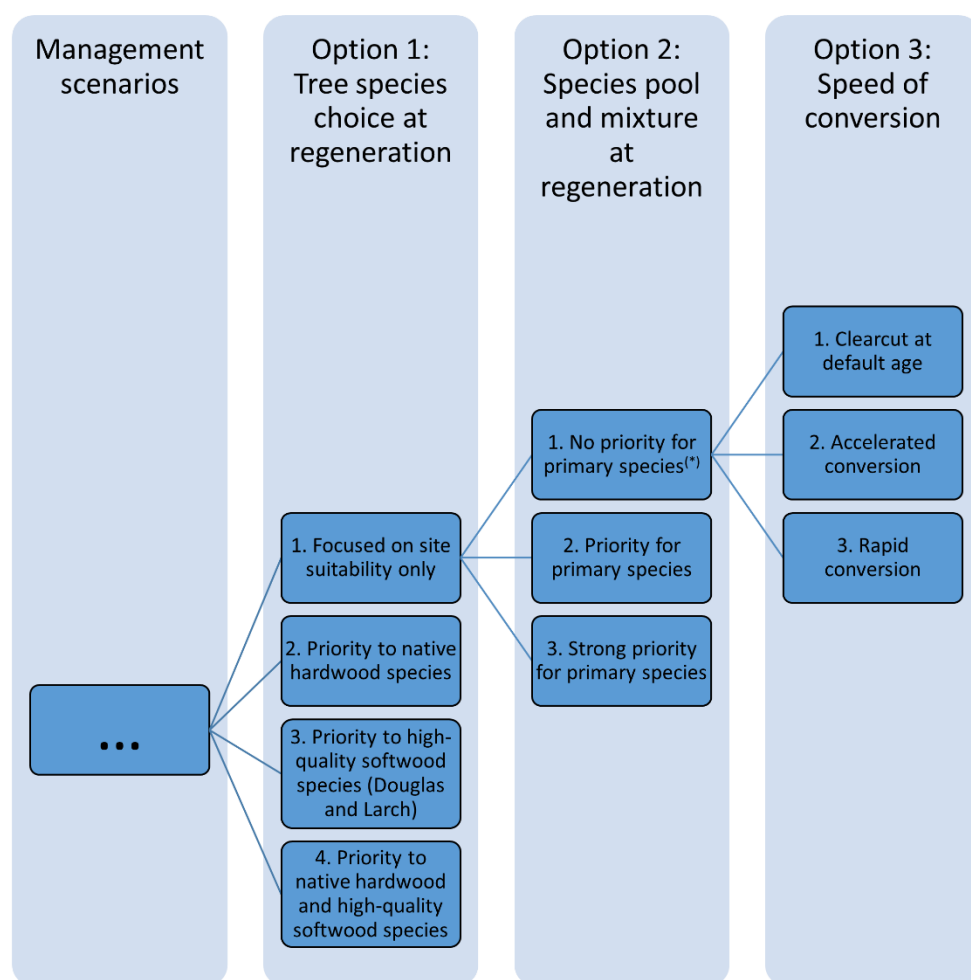 Management
scenarios
Option 1:
Tree species
choice at
regeneration
Option 2:
Species pool
and mixture
at
regeneration
Option 3:
Speed of
conversion
...
1. Focused on site
suitability only
2. Priority to native
hardwood species
3. Priority to high-
quality softwood
species (Douglas
and Larch)
4. Priority to
native hardwood
and high-quality
softwood species
1. No priority for
primary species(*)
2. Priority for
primary species
3. Strong priority
for primary species
1. Clearcut at
default age
2. Accelerated
conversion
3. Rapid
conversion